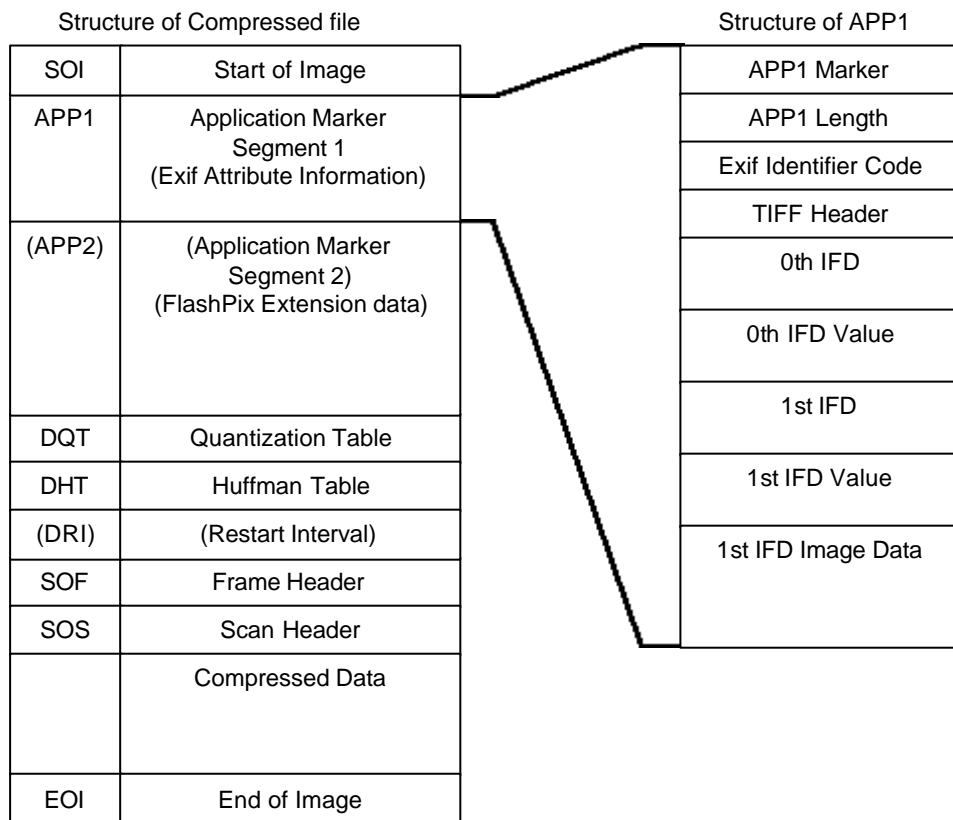 Structure of Compressed file
SOI Start of Image
APP1 Application Marker
Segment 1
(Exif Attribute Information)
(APP2) (Application Marker
Segment 2)
(FlashPix Extension data)
DQT Quantization Table
DHT Huffman Table
(DRI) (Restart Interval)
SOF Frame Header
SOS Scan Header
Compressed Data
EOI End of Image
Structure of APP1
APP1 Marker
APP1 Length
Exif Identifier Code
TIFF Header
0th IFD
0th IFD Value
1st IFD
1st IFD Value
1st IFD Image Data